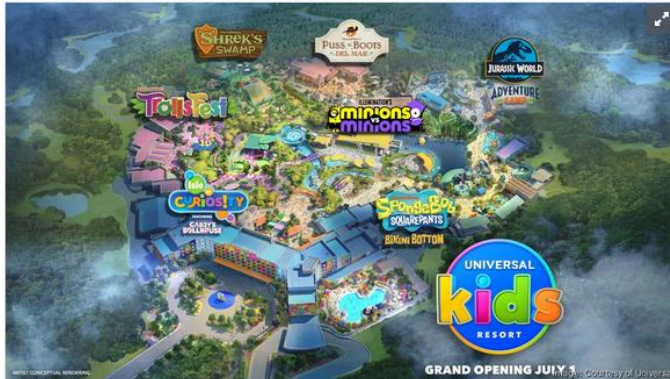 SHREK'S
SWAMP
PUSS IN BOOTS
DEL MAR
JURASSIC WORLD
ADVENTURE
CAMP
TrollsFest
ILLUMINATION'S
minions
vs
minions
Isle
of
CURIOSITY
FEATURING
GABBY'S
DOLLHOUSE
SpongeBob
SQUAREPANTS
BIKINI BOTTOM
UNIVERSAL
kids
RESORT
GRAND OPENING JULY 1
Image: Courtesy of Univers
ARTIST CONCEPTUAL RENDERING